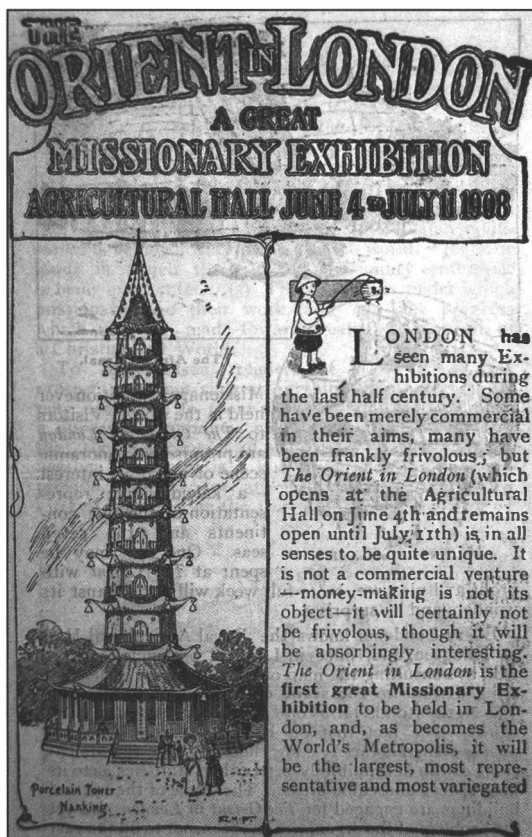 THE
ORIENT IN LONDON
A GREAT
MISSIONARY EXHIBITION
AGRICULTURAL HALL JUNE 4 TO JULY 11 1908
LONDON has
seen many Ex-
hibitions during
the last half century. Some
have been merely commercial
in their aims, many have
been frankly frivolous; but
The Orient in London (which
opens at the Agricultural
Hall on June 4th and remains
open until July 11th) is in all
senses to be quite unique. It
is not a commercial venture
—money-making is not its
object—it will certainly not
be frivolous, though it will
be absorbingly interesting.
The Orient in London is the
first great Missionary Ex-
hibition to be held in Lon-
don, and, as becomes the
World's Metropolis, it will
be the largest, most repre-
sentative and most variegated
Porcelain Tower
Nanking